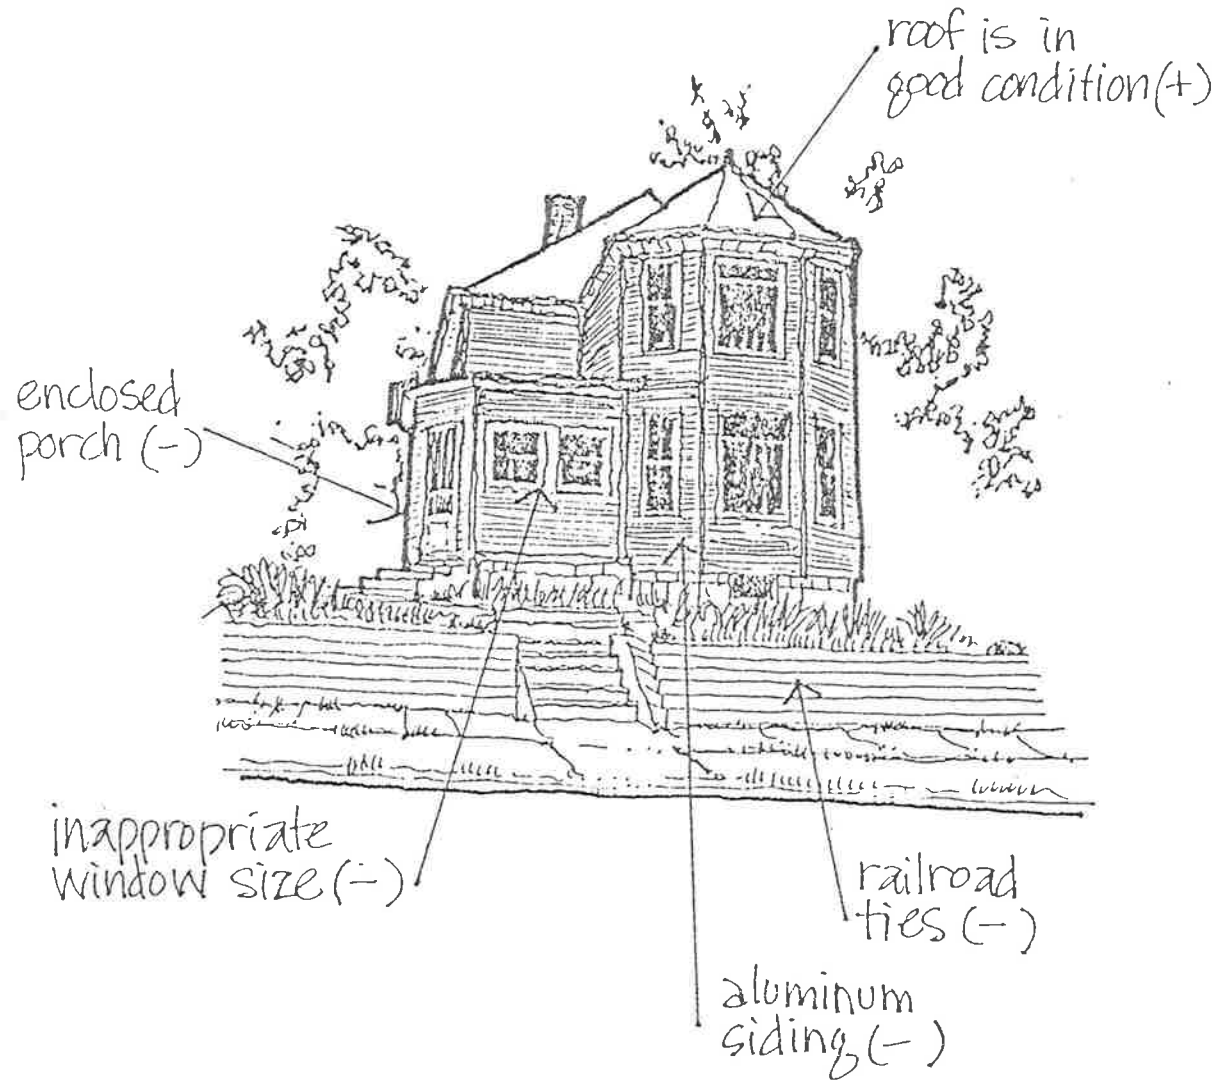 roof is in
good condition (+)
enclosed
porch (-)
inappropriate
window size (-)
railroad
ties (-)
aluminum
siding (-)